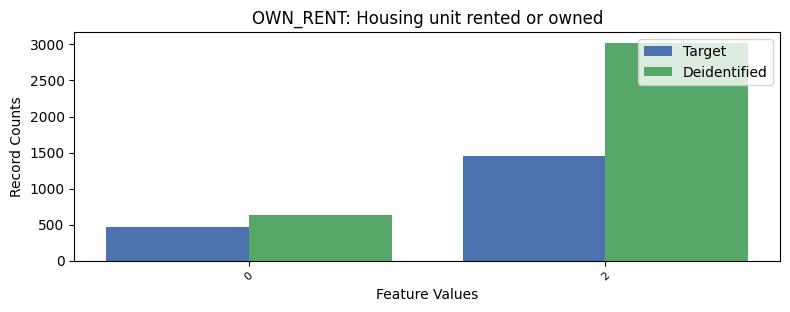 OWN_RENT: Housing unit rented or owned
Target
Deidentified
3000
2500
2000
1500
1000
500
0
Record Counts
0
2
Feature Values